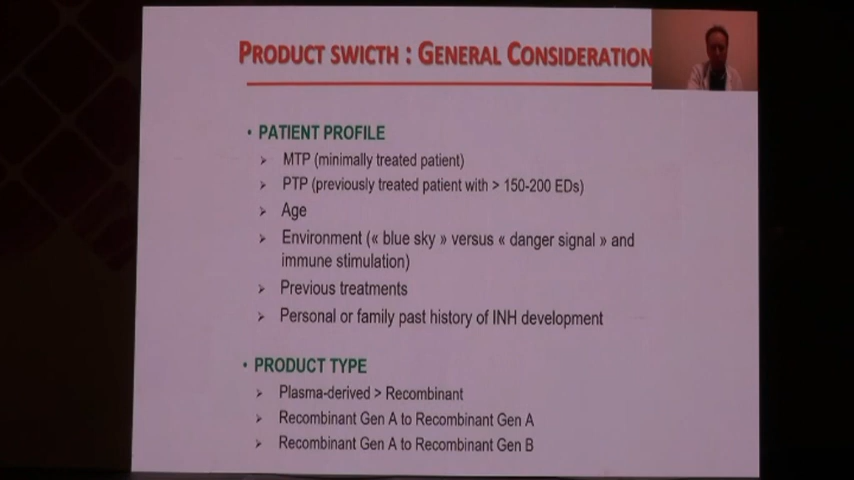 PRODUCT SWICTH : GENERAL CONSIDERATION
• PATIENT PROFILE
➢ MTP (minimally treated patient)
➢ PTP (previously treated patient with > 150-200 EDs)
➢ Age
➢ Environment (« blue sky » versus « danger signal » and
immune stimulation)
➢ Previous treatments
➢ Personal or family past history of INH development
• PRODUCT TYPE
➢ Plasma-derived > Recombinant
➢ Recombinant Gen A to Recombinant Gen A
➢ Recombinant Gen A to Recombinant Gen B